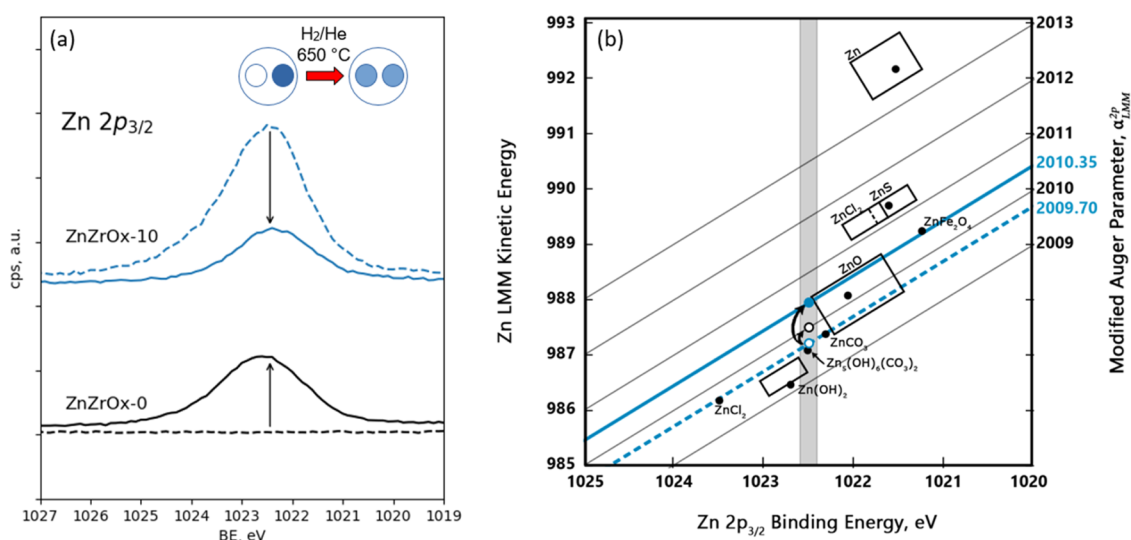 (a)
H2/He
650 °C
Zn 2p3/2
ZnZrOx-10
ZnZrOx-0
cps, a.u.
1027 1026 1025 1024 1023 1022 1021 1020 1019
BE, eV
(b)
993
992
991
990
989
988
987
986
985
Zn LMM Kinetic Energy
1025 1024 1023 1022 1021 1020
Zn 2p3/2 Binding Energy, eV
2013
2012
2011
2010.35
2010
2009.70
2009
Modified Auger Parameter, α2pLMM
Zn
ZnCl2
ZnS
ZnFe2O4
ZnO
ZnCO3
Zn5(OH)6(CO3)2
Zn(OH)2
ZnCl2